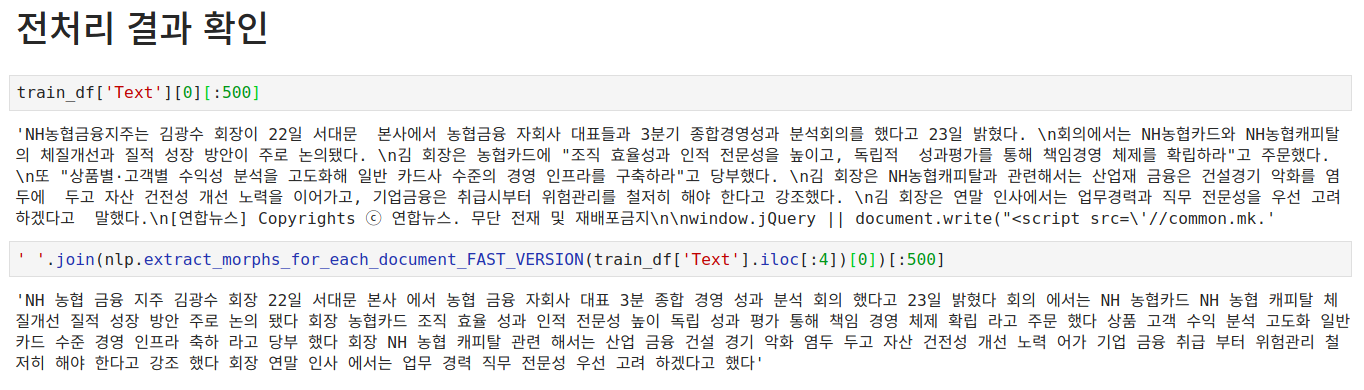 전처리 결과 확인
train_df['Text'][0][:500]
'NH농협금융지주는 김광수 회장이 22일 서대문  본사에서 농협금융 자회사 대표들과 3분기 종합경영성과 분석회의를 했다고 23일 밝혔다. \n회의에서는 NH농협카드와 NH농협캐피탈
의 체질개선과 질적 성장 방안이 주로 논의됐다. \n김 회장은 농협카드에 "조직 효율성과 인적 전문성을 높이고, 독립적  성과평가를 통해 책임경영 체제를 확립하라"고 주문했다.
\n또 "상품별·고객별 수익성 분석을 고도화해 일반 카드사 수준의 경영 인프라를 구축하라"고 당부했다. \n김 회장은 NH농협캐피탈과 관련해서는 산업재 금융은 건설경기 악화를 염
두에  두고 자산 건전성 개선 노력을 이어가고, 기업금융은 취급시부터 위험관리를 철저히 해야 한다고 강조했다. \n김 회장은 연말 인사에서는 업무경력과 직무 전문성을 우선 고려
하겠다고  말했다.\n[연합뉴스] Copyrights ⓒ 연합뉴스. 무단 전재 및 재배포금지\n\nwindow.jQuery || document.write("<script src=\'//common.mk.'
' '.join(nlp.extract_morphs_for_each_document_FAST_VERSION(train_df['Text'].iloc[:4])[0])[:500]
'NH 농협 금융 지주 김광수 회장 22일 서대문 본사 에서 농협 금융 자회사 대표 3분 종합 경영 성과 분석 회의 했다고 23일 밝혔다 회의 에서는 NH 농협카드 NH 농협 캐피탈 체
질개선 질적 성장 방안 주로 논의 됐다 회장 농협카드 조직 효율 성과 인적 전문성 높이 독립 성과 평가 통해 책임 경영 체제 확립 라고 주문 했다 상품 고객 수익 분석 고도화 일반
카드 수준 경영 인프라 축하 라고 당부 했다 회장 NH 농협 캐피탈 관련 해서는 산업 금융 건설 경기 악화 염두 두고 자산 건전성 개선 노력 어가 기업 금융 취급 부터 위험관리 철
저히 해야 한다고 강조 했다 회장 연말 인사 에서는 업무 경력 직무 전문성 우선 고려 하겠다고 했다'